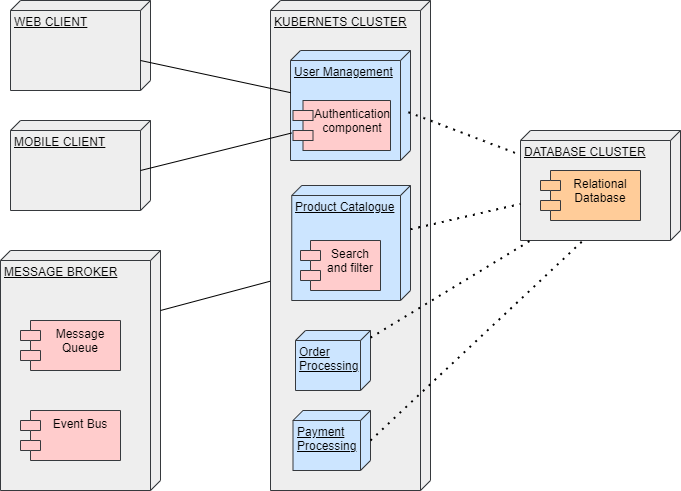 WEB CLIENT
MOBILE CLIENT
MESSAGE BROKER
Message
Queue
Event Bus
KUBERNETS CLUSTER
User Management
Authentication
component
Product Catalogue
Search
and filter
Order
Processing
Payment
Processing
DATABASE CLUSTER
Relational
Database